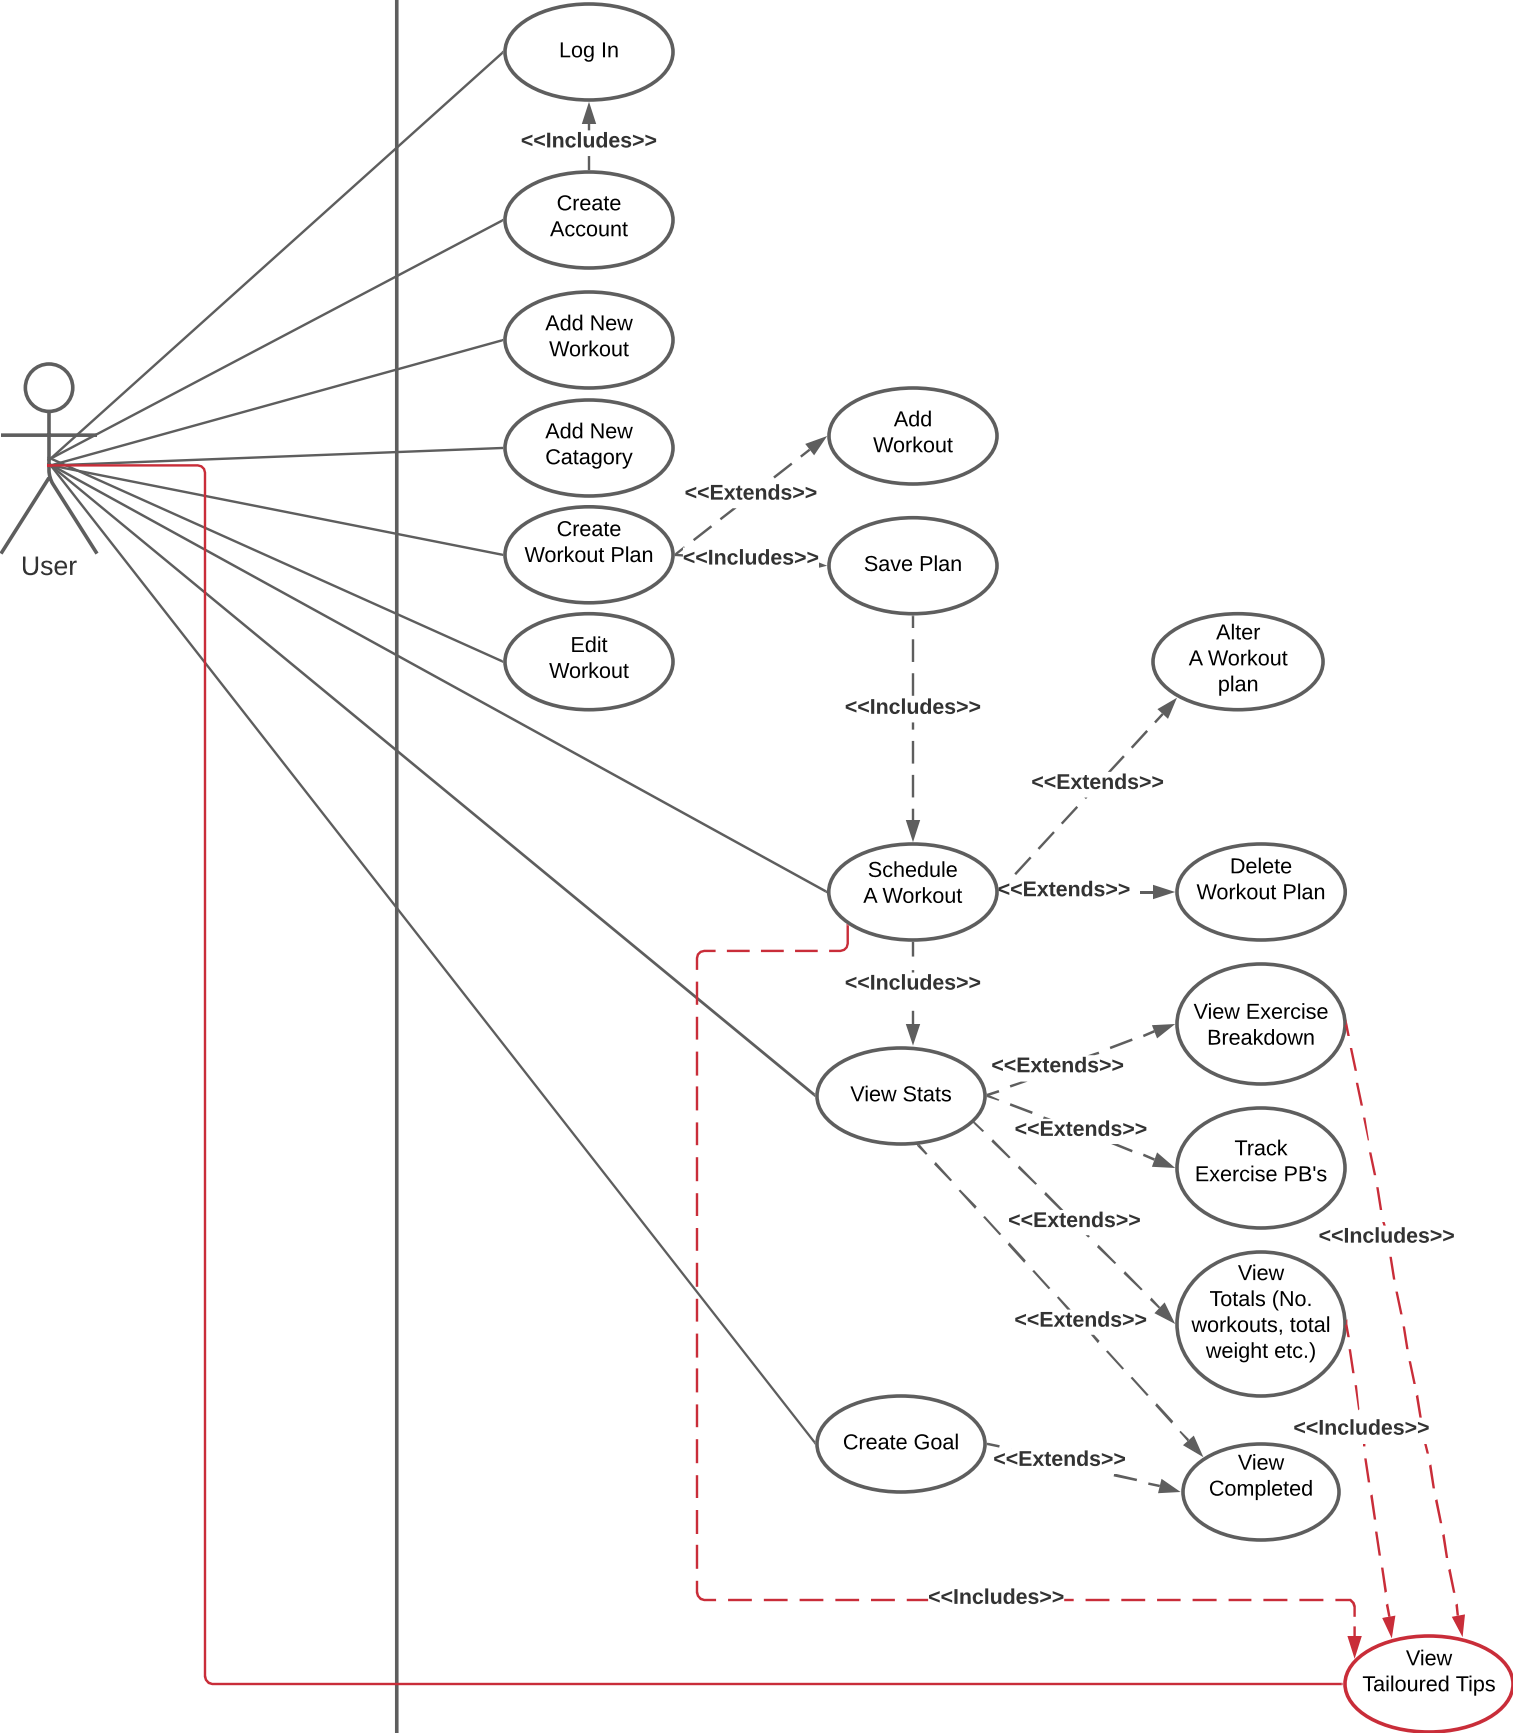 Log In
<<Includes>>
Create
Account
Add New
Workout
Add New
Catagory
Create
Workout Plan
Edit
Workout
User
Add
Workout
<<Extends>>
<<Includes>>
Save Plan
<<Includes>>
Alter
A Workout
plan
<<Extends>>
Schedule
A Workout
<<Extends>>
Delete
Workout Plan
<<Includes>>
View Exercise
Breakdown
<<Extends>>
View Stats
<<Extends>>
Track
Exercise PB's
<<Extends>>
<<Includes>>
View
Totals (No.
workouts, total
weight etc.)
<<Extends>>
<<Includes>>
Create Goal
<<Extends>>
View
Completed
<<Includes>>
View
Tailoured Tips